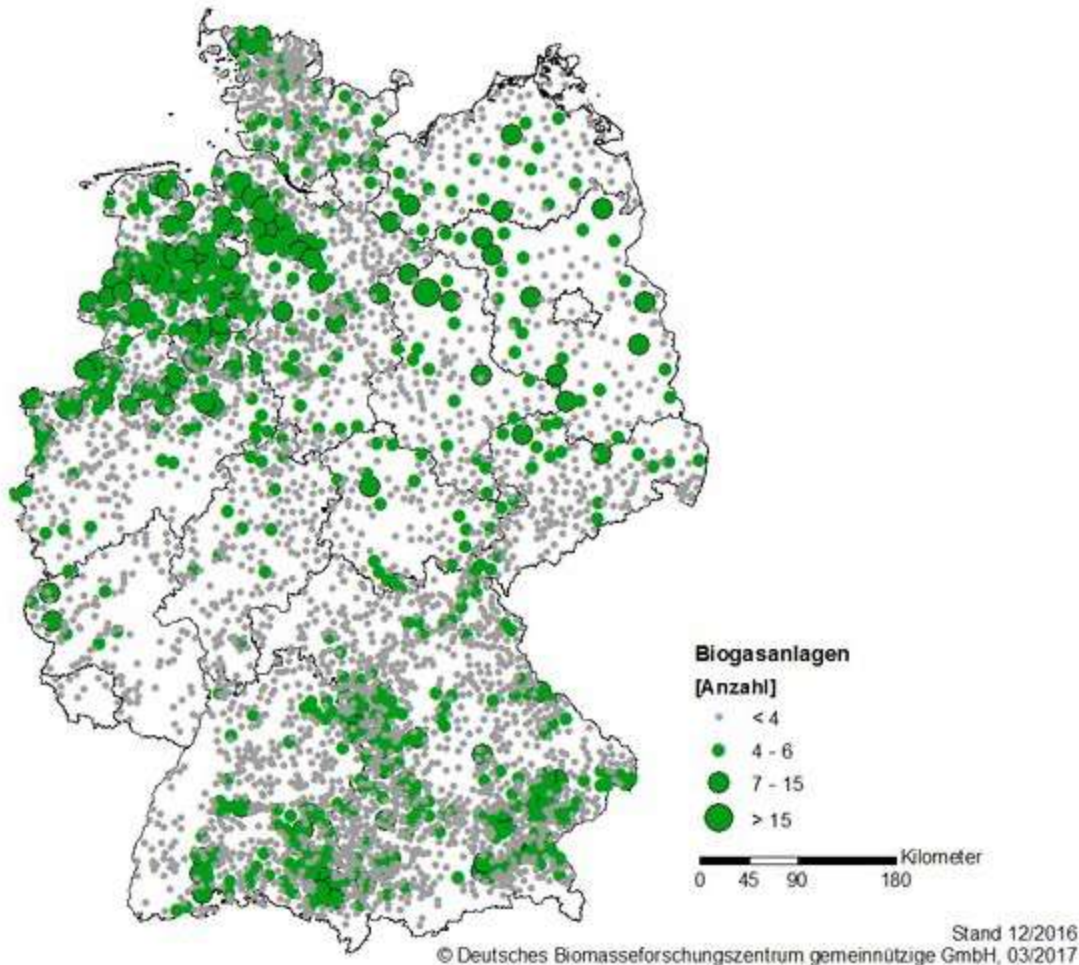 Biogasanlagen
[Anzahl]
< 4
4 - 6
7 - 15
> 15
Kilometer
0 45 90 180
Stand 12/2016
© Deutsches Biomasseforschungszentrum gemeinnützige GmbH, 03/2017